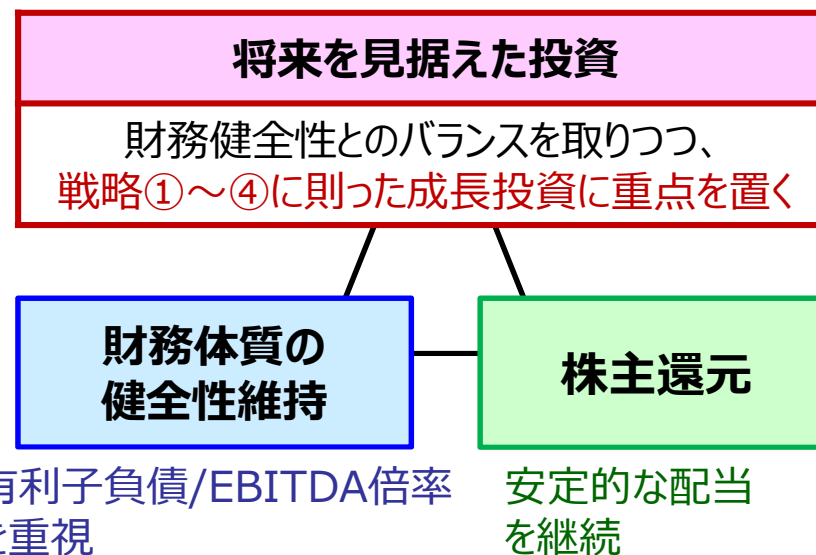 将来を見据えた投資
財務健全性とのバランスを取りつつ、
戦略①～④に則った成長投資に重点を置く
財務体質の
健全性維持
株主還元
有利子負債/EBITDA倍率
を重視
安定的な配当
を継続